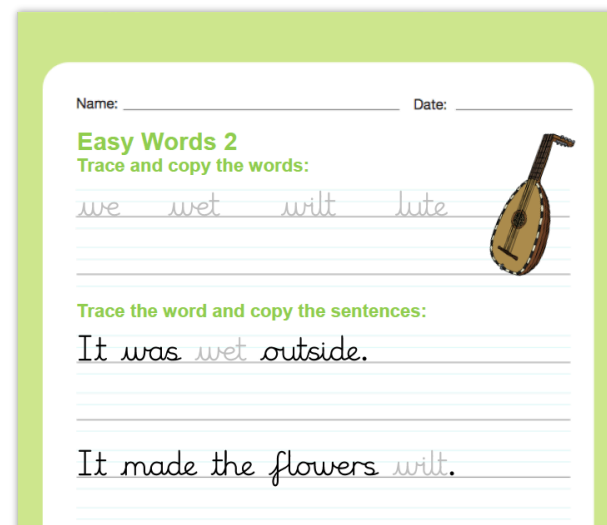 Name: Date:
Easy Words 2
Trace and copy the words:
we wet wilt lute
Trace the word and copy the sentences:
It was wet outside.
It made the flowers wilt.